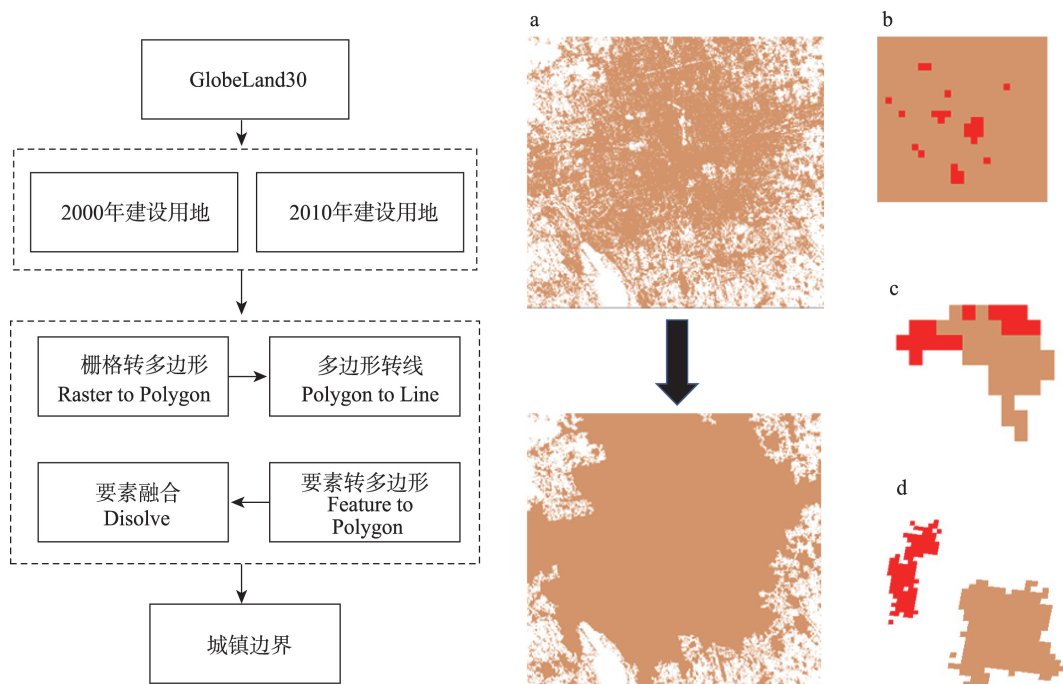 GlobeLand30
2000年建设用地
2010年建设用地
栅格转多边形
Raster to Polygon
多边形转线
Polygon to Line
要素融合
Disolve
要素转多边形
Feature to
Polygon
城镇边界
a
b
c
d